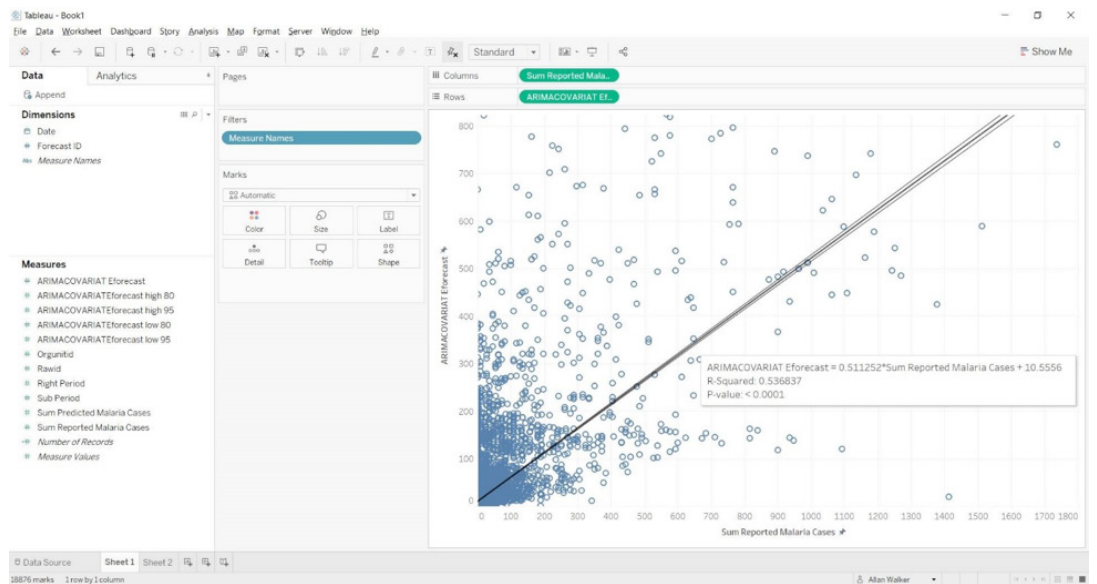 Tableau - Book1
File Data Worksheet Dashboard Story Analysis Map Format Server Window Help
Standard
Show Me
Data Analytics
Append
Dimensions
Date
Forecast ID
Abc Measure Names
Measures
ARIMACOVARIAT Eforecast
ARIMACOVARIATEforecast high 80
ARIMACOVARIATEforecast high 95
ARIMACOVARIATEforecast low 80
ARIMACOVARIATEforecast low 95
Orgunitid
Rawid
Right Period
Sub Period
Sum Predicted Malaria Cases
Sum Reported Malaria Cases
Number of Records
Measure Values
Pages
Filters
Measure Names
Marks
Automatic
Color Size Label
Detail Tooltip Shape
Columns Sum Reported Mala..
Rows ARIMACOVARIAT Ef..
800
700
600
500
400
300
200
100
0
ARIMACOVARIAT Eforecast
ARIMACOVARIAT Eforecast = 0.511252*Sum Reported Malaria Cases + 10.5556
R-Squared: 0.536837
P-value: < 0.0001
0 100 200 300 400 500 600 700 800 900 1000 1100 1200 1300 1400 1500 1600 1700 1800
Sum Reported Malaria Cases
Data Source Sheet 1 Sheet 2
18876 marks 1 row by 1 column
Allan Walker